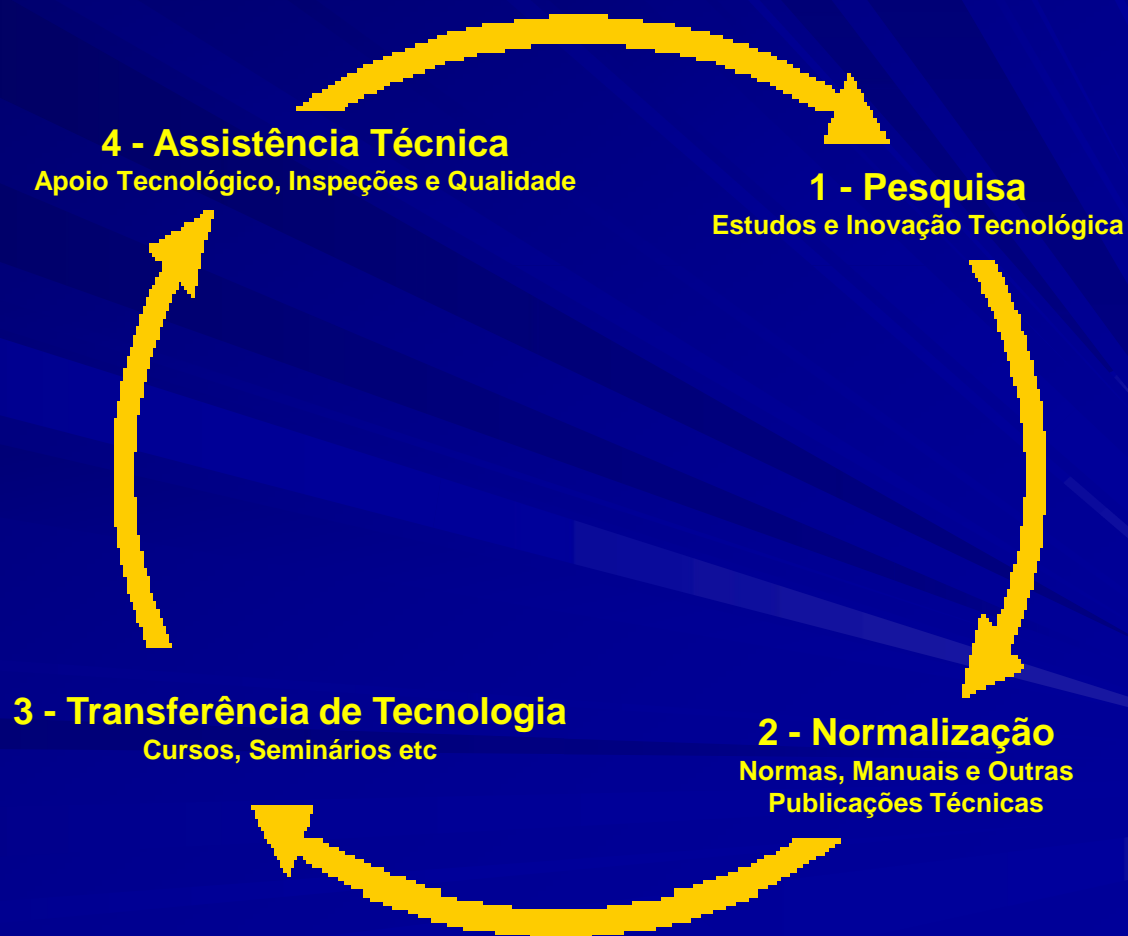 4 - Assistência Técnica
Apoio Tecnológico, Inspeções e Qualidade
1 - Pesquisa
Estudos e Inovação Tecnológica
3 - Transferência de Tecnologia
Cursos, Seminários etc
2 - Normalização
Normas, Manuais e Outras
Publicações Técnicas